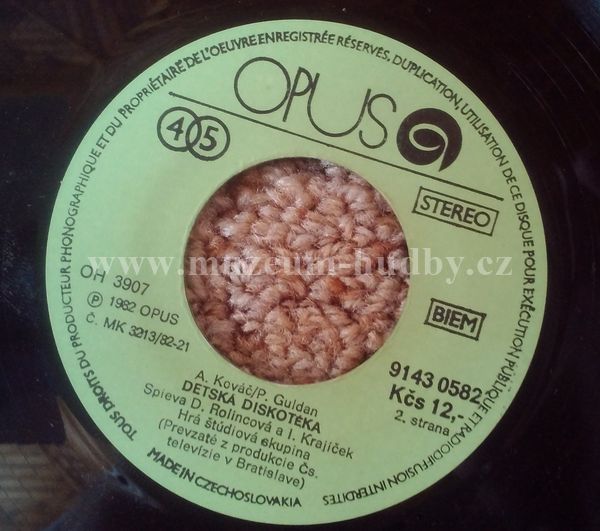 TOUS DROITS DU PRODUCTEUR PHONOGRAPHIQUE ET DU PROPRIÉTAIRE DE L'OEUVRE ENREGISTRÉE RÉSERVÉS. DUPLICATION, UTILISATION DE CE DISQUE POUR EXÉCUTION PUBLIQUE ET RADIODIFFUSION INTERDITES
OPUS
45
STEREO
www.muzeum-hudby.cz
OH 3907
Ⓟ 1982 OPUS
Č. MK 3213/82-21
BIEM
9143 0582
Kčs 12,-
2. strana
A. Kováč/P. Guldan
DETSKÁ DISKOTÉKA
Spieva D. Rolincová a I. Krajíček
Hrá štúdiová skupina
(Prevzaté z produkcie Čs.
televízie v Bratislave)
MADE IN CZECHOSLOVAKIA